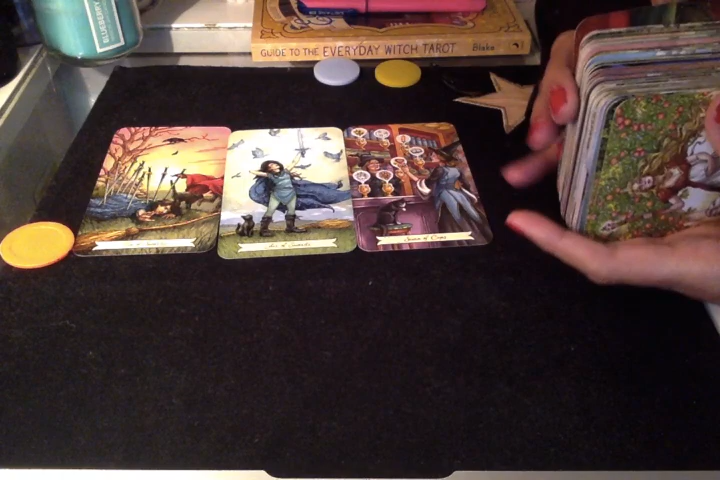 BLUEBERRY
GUIDE TO THE EVERYDAY WITCH TAROT Blake
Ace of Swords
Seven of Cups